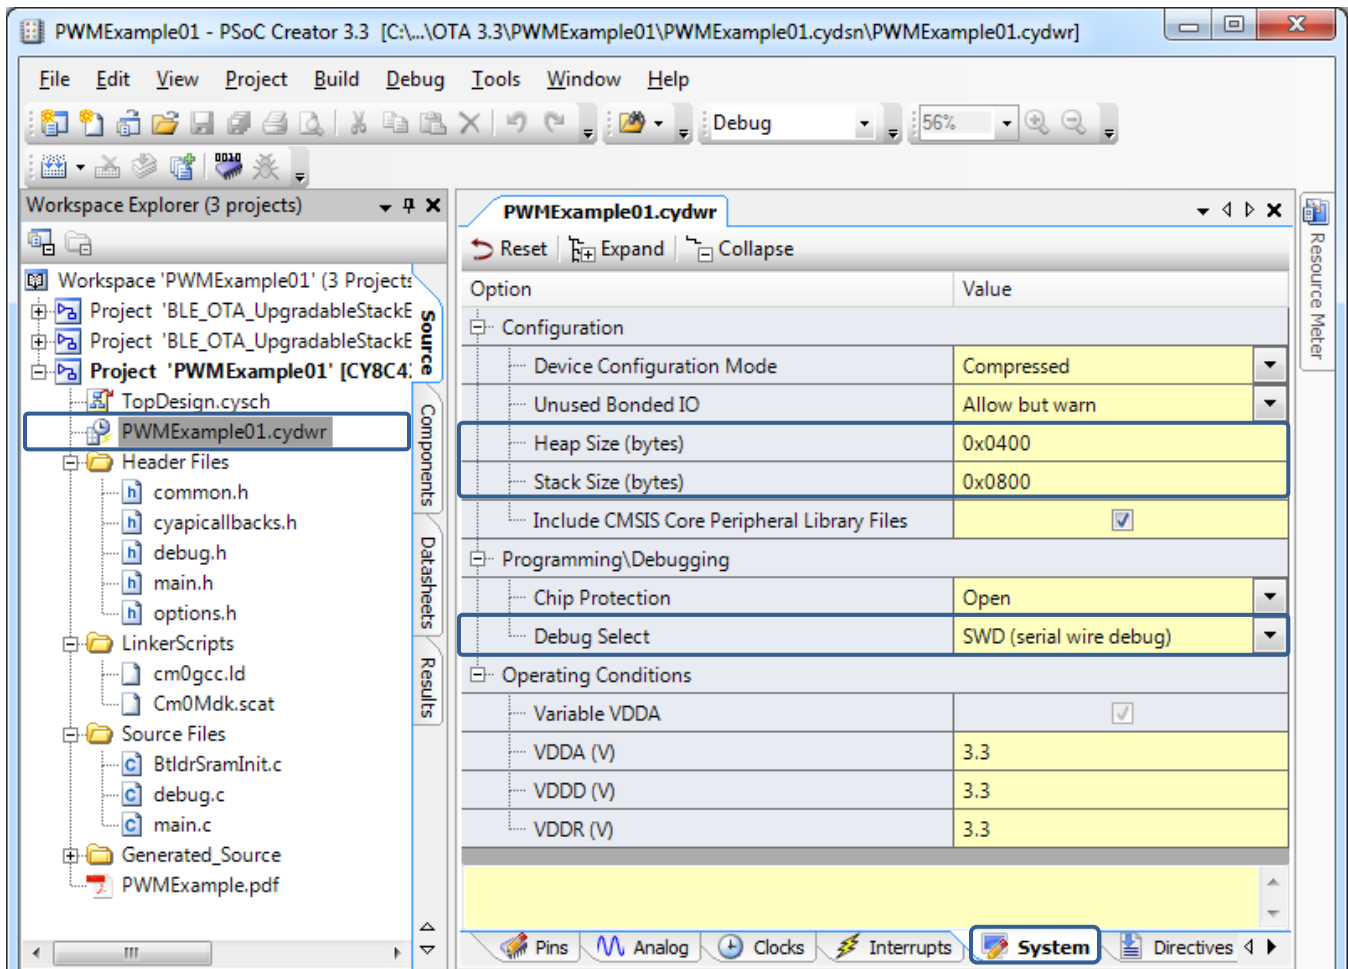 PWMExample01 - PSoC Creator 3.3 [C:\...\OTA 3.3\PWMExample01\PWMExample01.cydsn\PWMExample01.cydwr]
File Edit View Project Build Debug Tools Window Help
Debug 56%
0010
Workspace Explorer (3 projects)
Workspace 'PWMExample01' (3 Projects
Project 'BLE_OTA_UpgradableStackE
Project 'BLE_OTA_UpgradableStackE
Project 'PWMExample01' [CY8C42
TopDesign.cysch
PWMExample01.cydwr
Header Files
common.h
cyapicallbacks.h
debug.h
main.h
options.h
LinkerScripts
cm0gcc.ld
Cm0Mdk.scat
Source Files
BtldrSramInit.c
debug.c
main.c
Generated_Source
PWMExample.pdf
Source
Components
Datasheets
Results
PWMExample01.cydwr
Reset Expand Collapse
Option Value
Configuration
Device Configuration Mode Compressed
Unused Bonded IO Allow but warn
Heap Size (bytes) 0x0400
Stack Size (bytes) 0x0800
Include CMSIS Core Peripheral Library Files
Programming\Debugging
Chip Protection Open
Debug Select SWD (serial wire debug)
Operating Conditions
Variable VDDA
VDDA (V) 3.3
VDDD (V) 3.3
VDDR (V) 3.3
Pins Analog Clocks Interrupts System Directives
Resource Meter